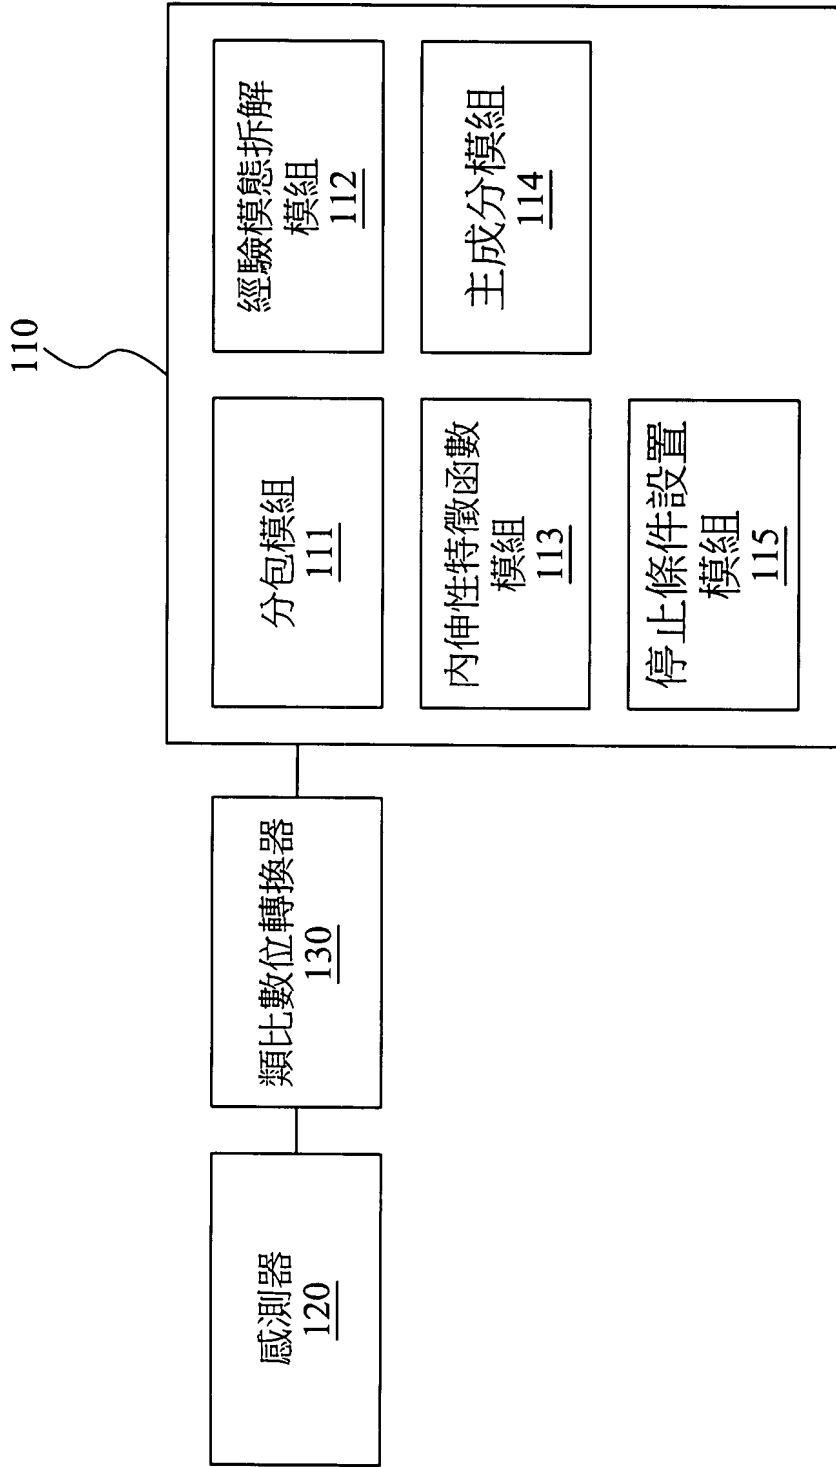 110
感測器
120
類比數位轉換器
130
分包模組
111
經驗模態拆解
模組
112
內伸性特徵函數
模組
113
主成分模組
114
停止條件設置
模組
115